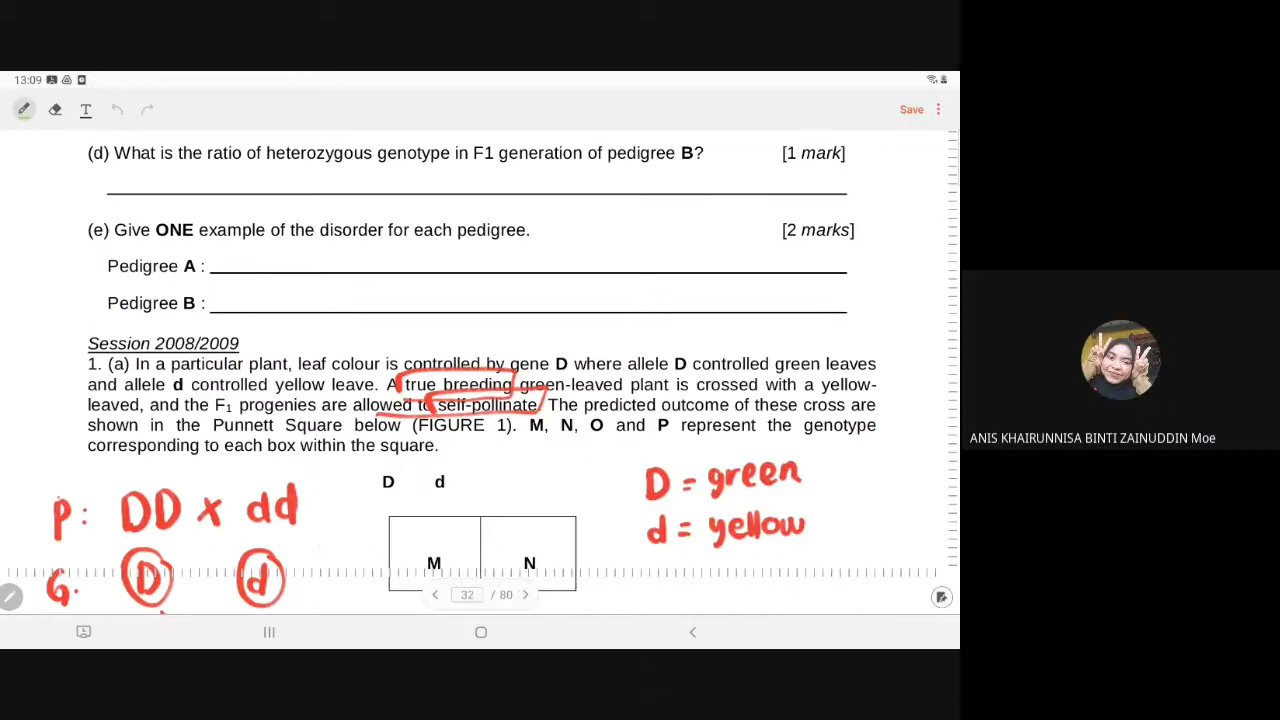 13:09
Save
(d) What is the ratio of heterozygous genotype in F1 generation of pedigree B? [1 mark]
(e) Give ONE example of the disorder for each pedigree. [2 marks]
Pedigree A :
Pedigree B :
Session 2008/2009
1. (a) In a particular plant, leaf colour is controlled by gene D where allele D controlled green leaves
and allele d controlled yellow leave. A true breeding green-leaved plant is crossed with a yellow-
leaved, and the F1 progenies are allowed to self-pollinate. The predicted outcome of these cross are
shown in the Punnett Square below (FIGURE 1). M, N, O and P represent the genotype
corresponding to each box within the square.
D d
D = green
P : DD x dd
d = yellow
M N
G. D d
32 / 80
ANIS KHAIRUNNISA BINTI ZAINUDDIN Moe